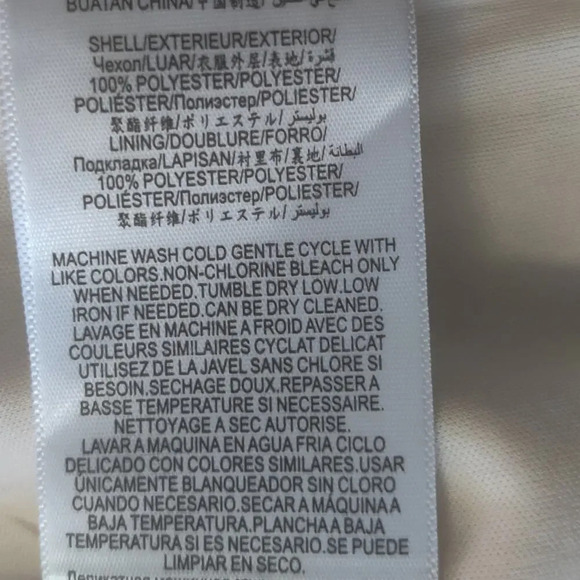 BUATAN CHINA/中国制造/
SHELL/EXTERIEUR/EXTERIOR/
Чехол/LUAR/衣服外层/表地/قشرة/
100% POLYESTER/POLYESTER/
POLIÉSTER/Полиэстер/POLIESTER/
聚酯纤维/ポリエステル/بوليستر/
LINING/DOUBLURE/FORRO/
Подкладка/LAPISAN/衬里布/裏地/البطانة/
100% POLYESTER/POLYESTER/
POLIÉSTER/Полиэстер/POLIESTER/
聚酯纤维/ポリエステル/بوليستر/
MACHINE WASH COLD GENTLE CYCLE WITH
LIKE COLORS.NON-CHLORINE BLEACH ONLY
WHEN NEEDED.TUMBLE DRY LOW.LOW
IRON IF NEEDED.CAN BE DRY CLEANED.
LAVAGE EN MACHINE A FROID AVEC DES
COULEURS SIMILAIRES CYCLAT DELICAT
UTILISEZ DE LA JAVEL SANS CHLORE SI
BESOIN.SECHAGE DOUX.REPASSER A
BASSE TEMPERATURE SI NECESSAIRE.
NETTOYAGE A SEC AUTORISE.
LAVAR A MAQUINA EN AGUA FRIA CICLO
DELICADO CON COLORES SIMILARES.USAR
ÚNICAMENTE BLANQUEADOR SIN CLORO
CUANDO NECESARIO.SECAR A MÁQUINA A
BAJA TEMPERATURA.PLANCHA A BAJA
TEMPERATURA SI ES NECESARIO.SE PUEDE
LIMPIAR EN SECO.